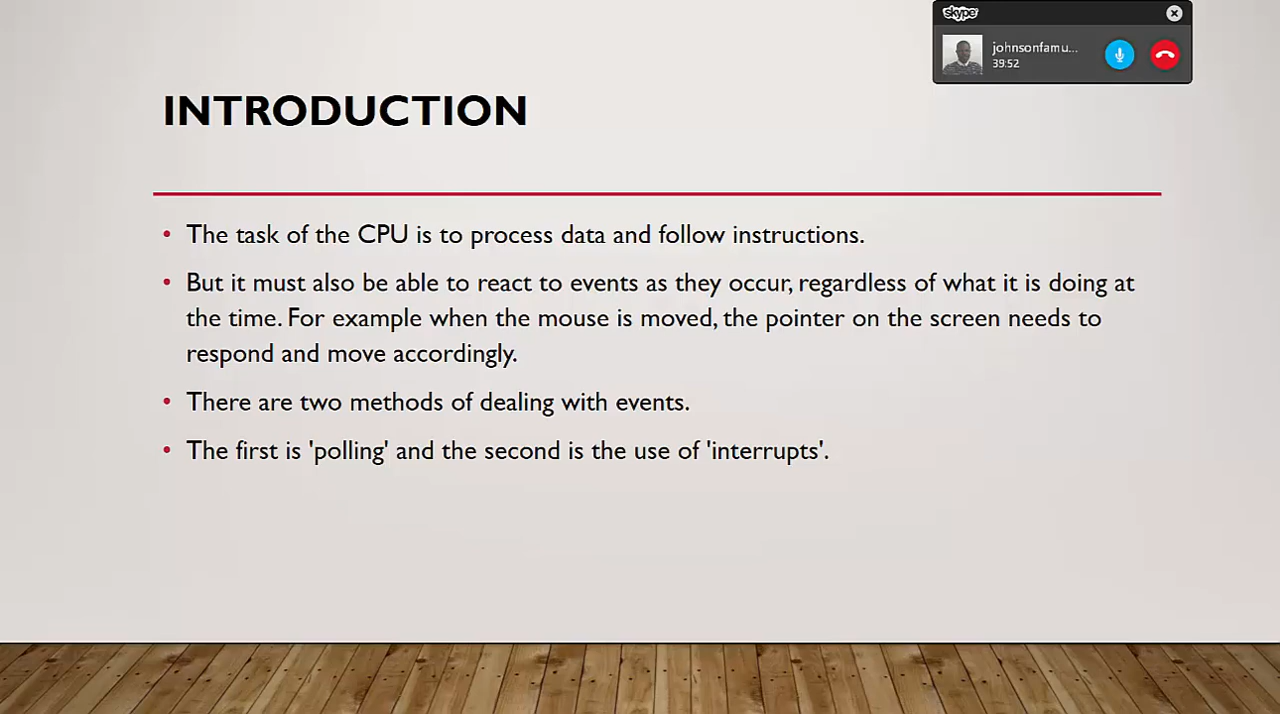 skype
johnsonfamu...
39:52
INTRODUCTION
• The task of the CPU is to process data and follow instructions.
• But it must also be able to react to events as they occur, regardless of what it is doing at
the time. For example when the mouse is moved, the pointer on the screen needs to
respond and move accordingly.
• There are two methods of dealing with events.
• The first is 'polling' and the second is the use of 'interrupts'.